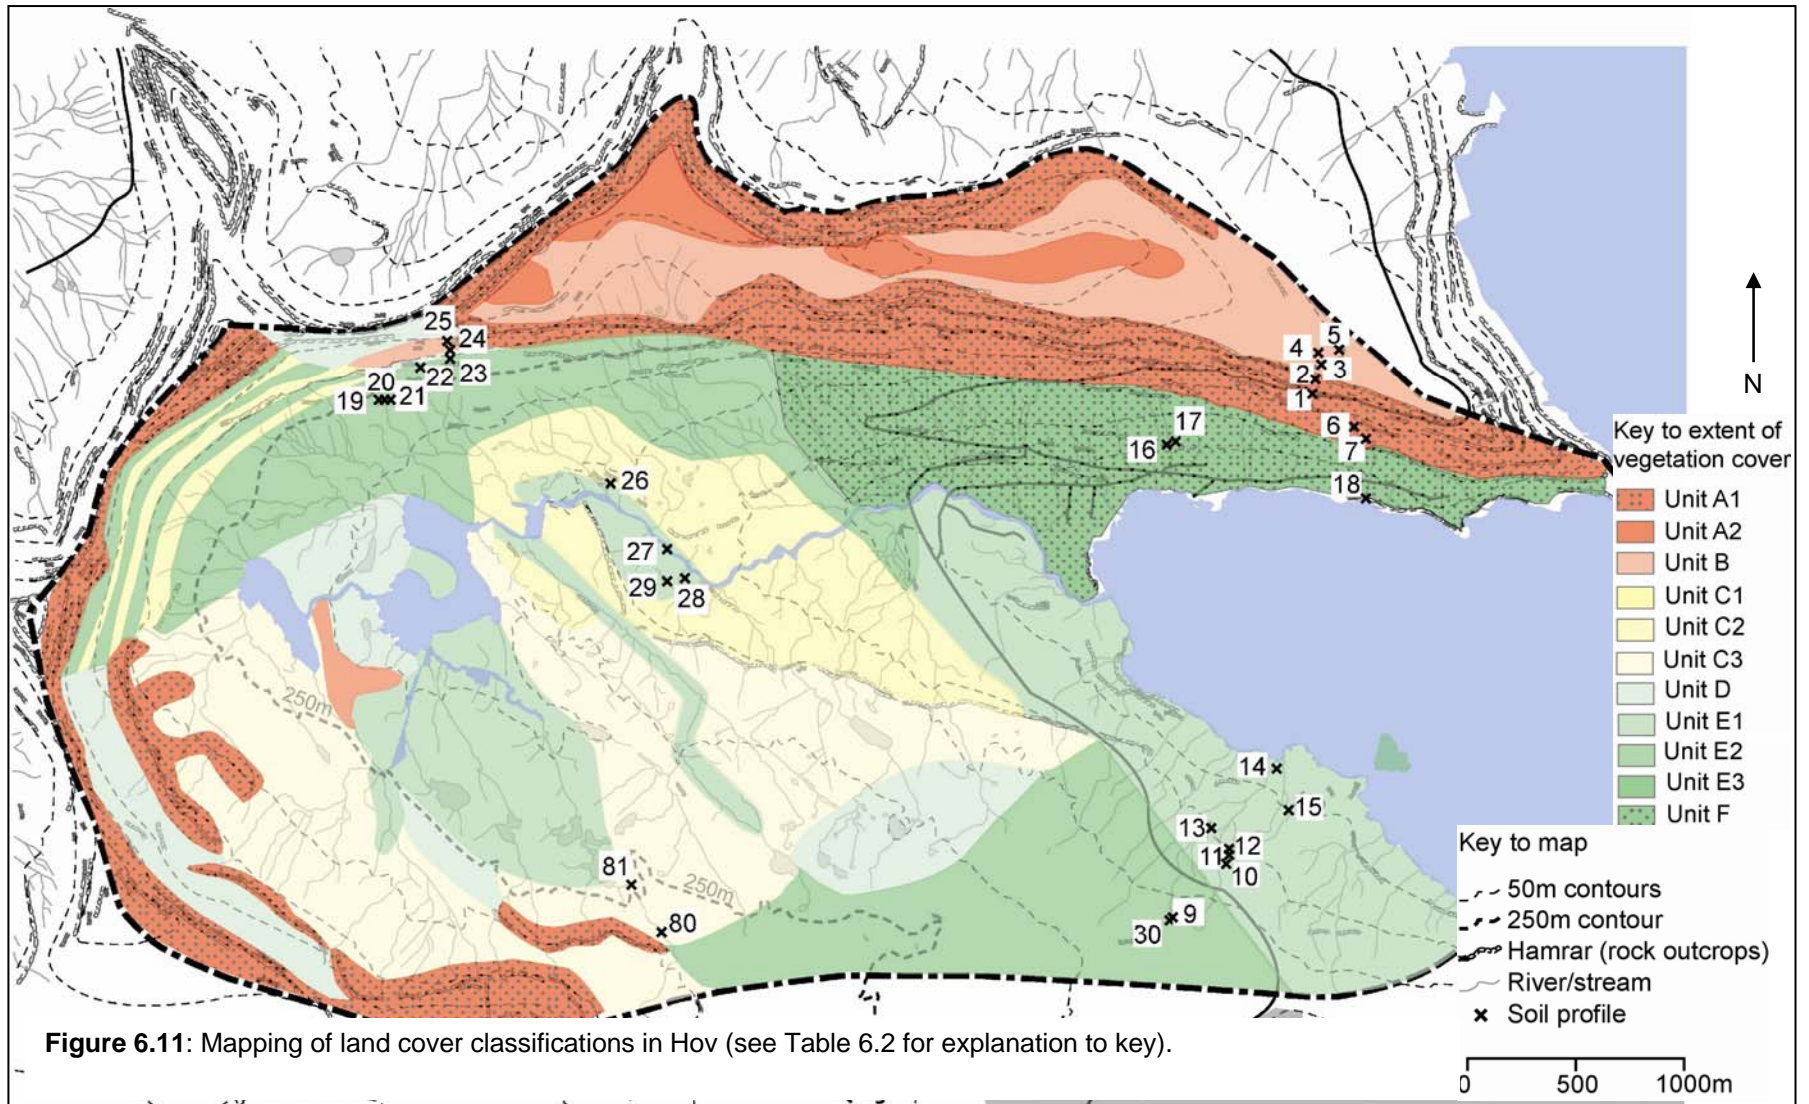 25
24
23
22
20
21
19
5
4
3
2
1
6
7
17
16
18
26
27
29
28
250m
14
15
13
12
11
10
9
30
81
250m
80
N
Key to extent of
vegetation cover
Unit A1
Unit A2
Unit B
Unit C1
Unit C2
Unit C3
Unit D
Unit E1
Unit E2
Unit E3
Unit F
Key to map
50m contours
250m contour
Hamrar (rock outcrops)
River/stream
Soil profile
0 500 1000m
Figure 6.11: Mapping of land cover classifications in Hov (see Table 6.2 for explanation to key).